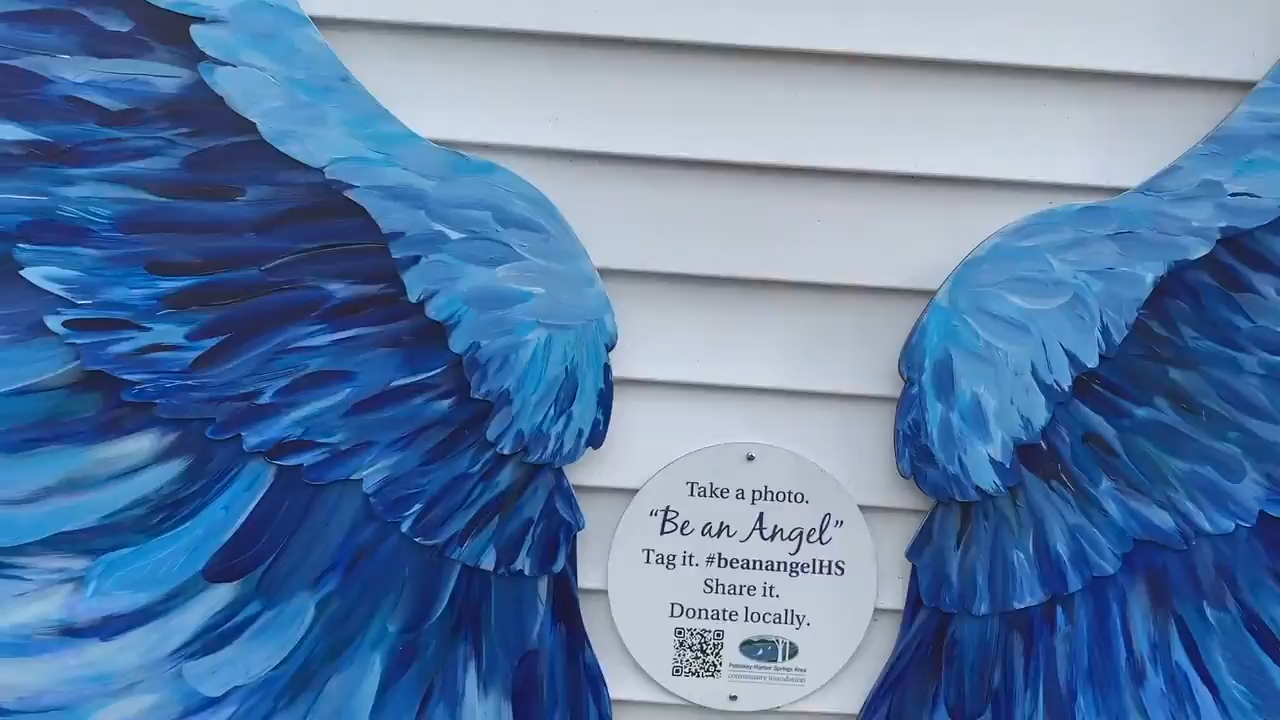 Take a photo.
“Be an Angel”
Tag it. #beanangelHS
Share it.
Donate locally.
Petoskey-Harbor Springs Area
community foundation